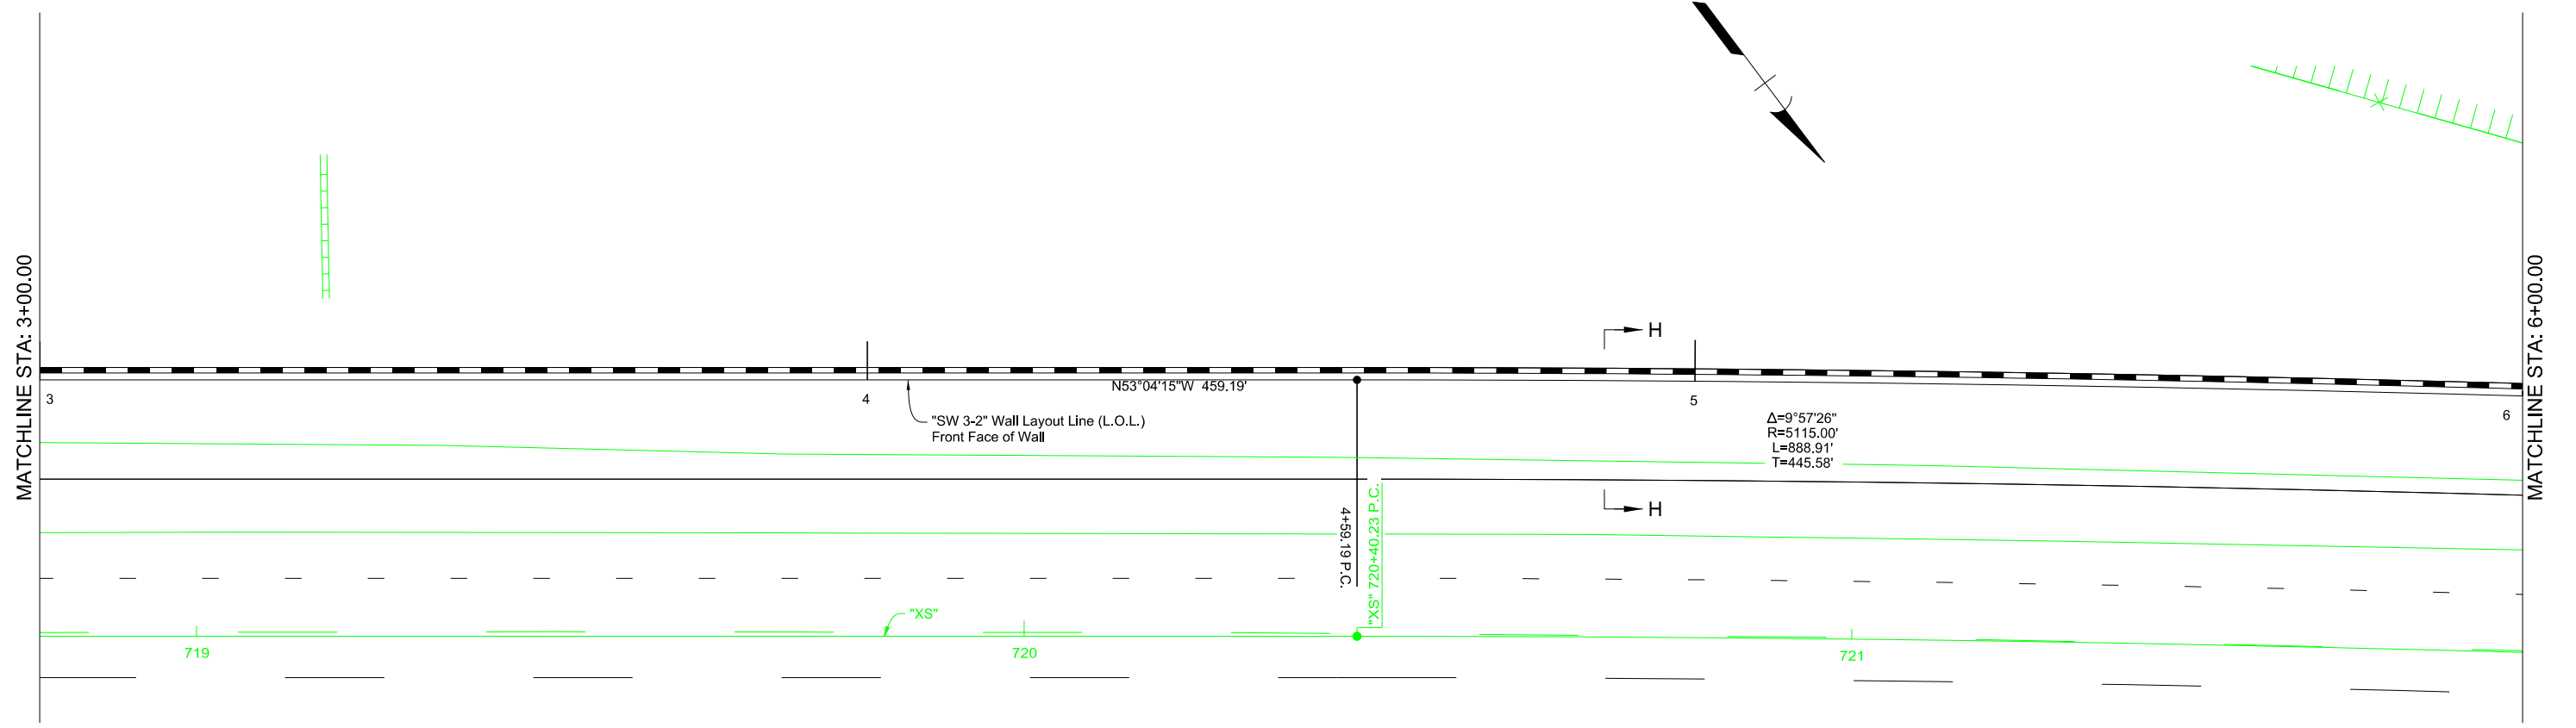 MATCHLINE STA: 3+00.00
H
3
4
N53°04'15"W 459.19'
5
6
"SW 3-2" Wall Layout Line (L.O.L.)
Front Face of Wall
Δ=9°57'26"
R=5115.00'
L=888.91'
T=445.58'
H
4+59.19 P.C.
"XS" 720+40.23 P.C.
"XS"
719
720
721
MATCHLINE STA: 6+00.00